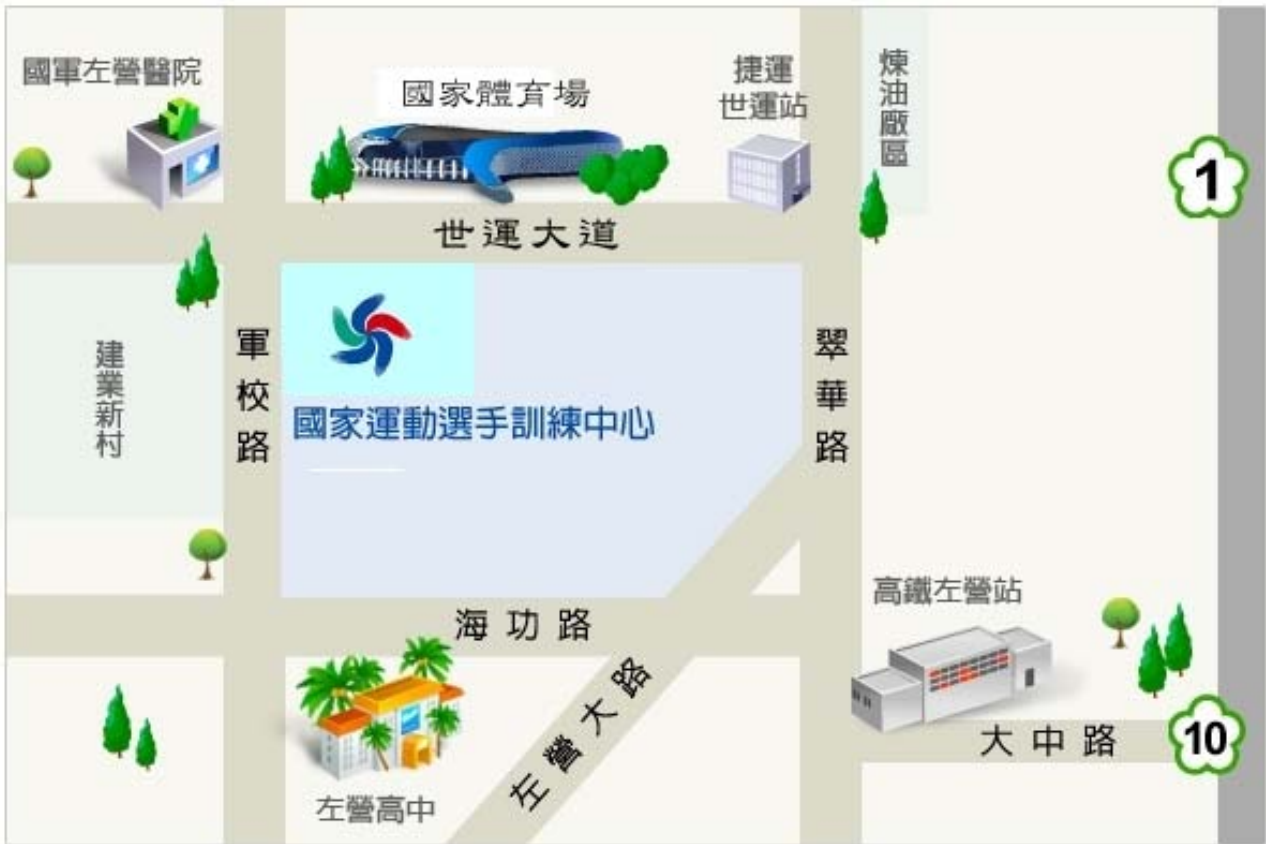 國軍左營醫院
國家體育場
捷運
世運站
煉油廠區
1
世運大道
建業新村
軍校路
國家運動選手訓練中心
翠華路
高鐵左營站
海功路
左營大路
左營高中
大中路
10